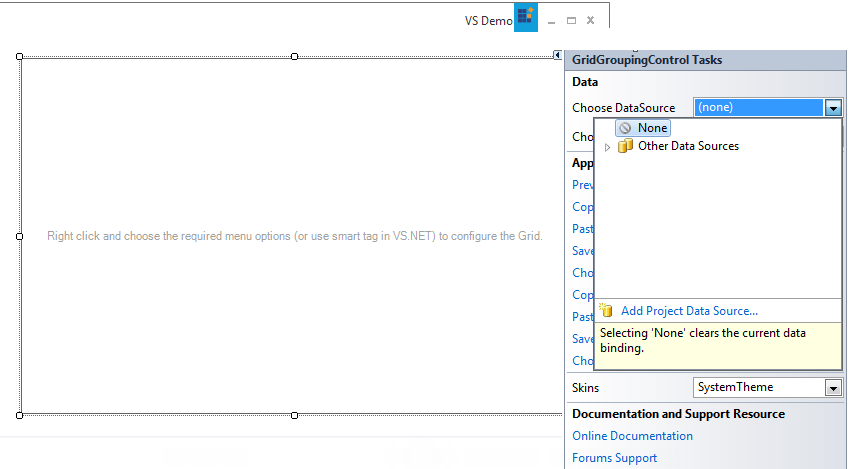 VS Demo
GridGroupingControl Tasks
Data
Choose DataSource (none)
None
Cho
Other Data Sources
App
Prev
Cop
Past
Save
Cho
Cop
Add Project Data Source...
Past
Selecting 'None' clears the current data
binding.
Save
Cho
Right click and choose the required menu options (or use smart tag in VS.NET) to configure the Grid.
Skins SystemTheme
Documentation and Support Resource
Online Documentation
Forums Support